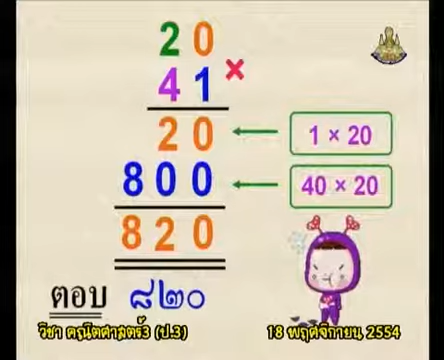 20
41 ×
20 ← 1 × 20
800 ← 40 × 20
820
ตอบ ๘๒๐
วิชา คณิตศาสตร์3 (ป.3) 18 พฤศจิกายน 2554